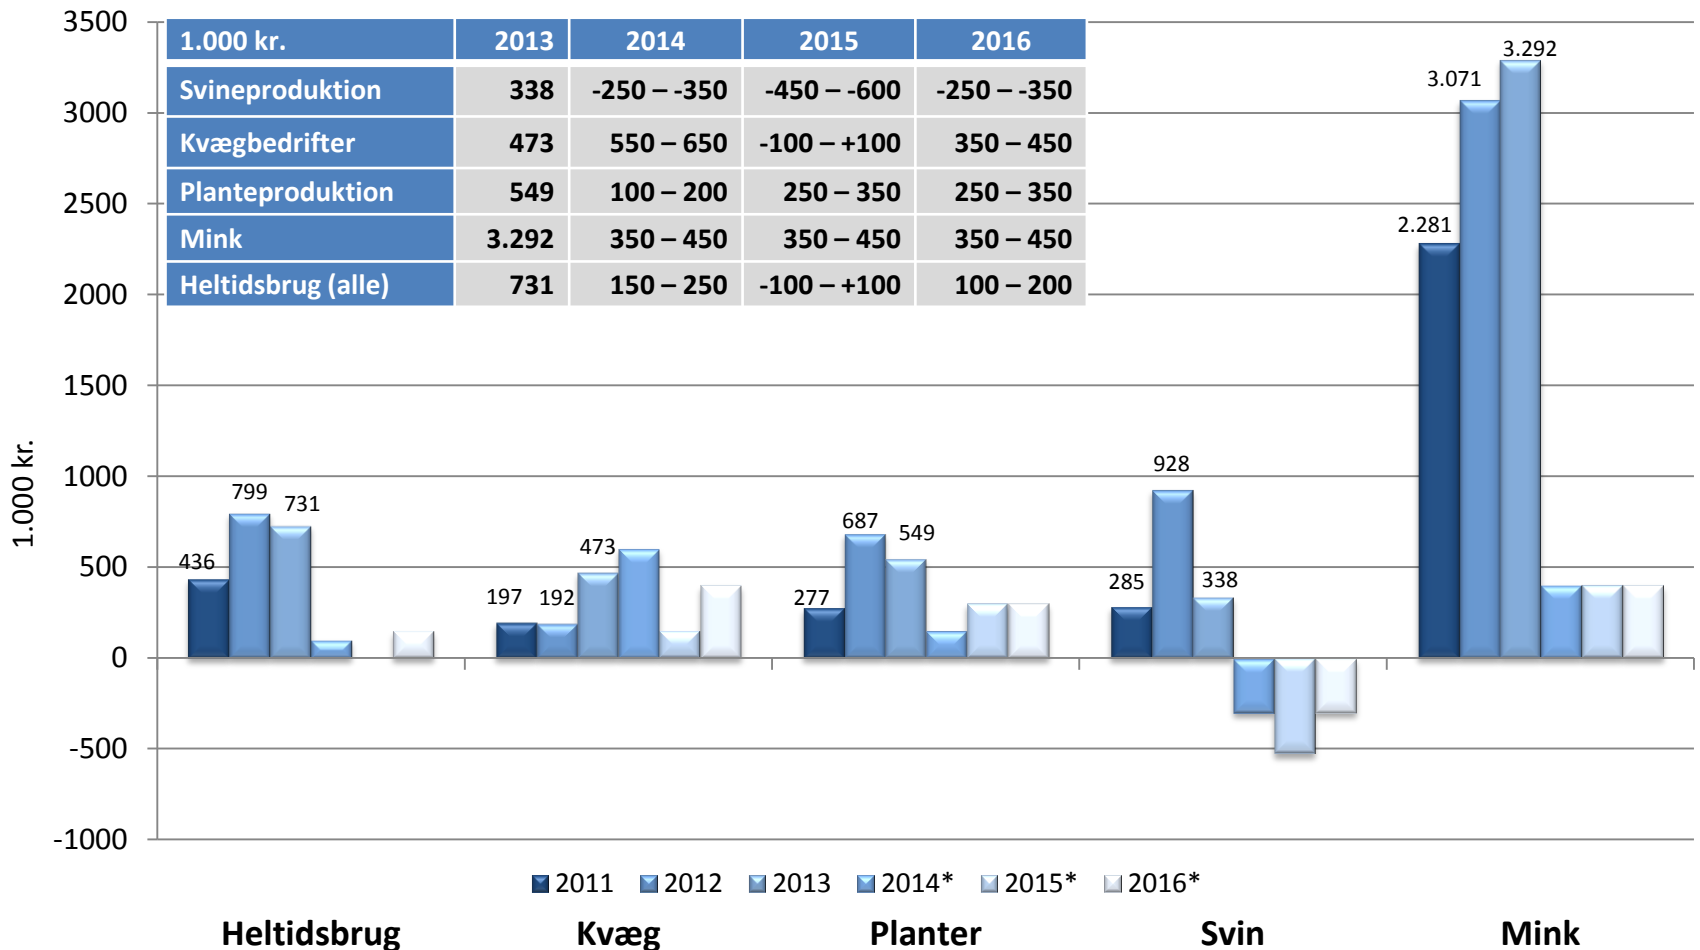 1.000 kr. 2013 2014 2015 2016
Svineproduktion 338 -250 – -350 -450 – -600 -250 – -350
Kvægbedrifter 473 550 – 650 -100 – +100 350 – 450
Planteproduktion 549 100 – 200 250 – 350 250 – 350
Mink 3.292 350 – 450 350 – 450 350 – 450
Heltidsbrug (alle) 731 150 – 250 -100 – +100 100 – 200
1.000 kr.
3500
3000
2500
2000
1500
1000
500
0
-500
-1000
436 799 731
197 192 473
277 687 549
285 928 338
2.281 3.071 3.292
2011 2012 2013 2014* 2015* 2016*
Heltidsbrug Kvæg Planter Svin Mink